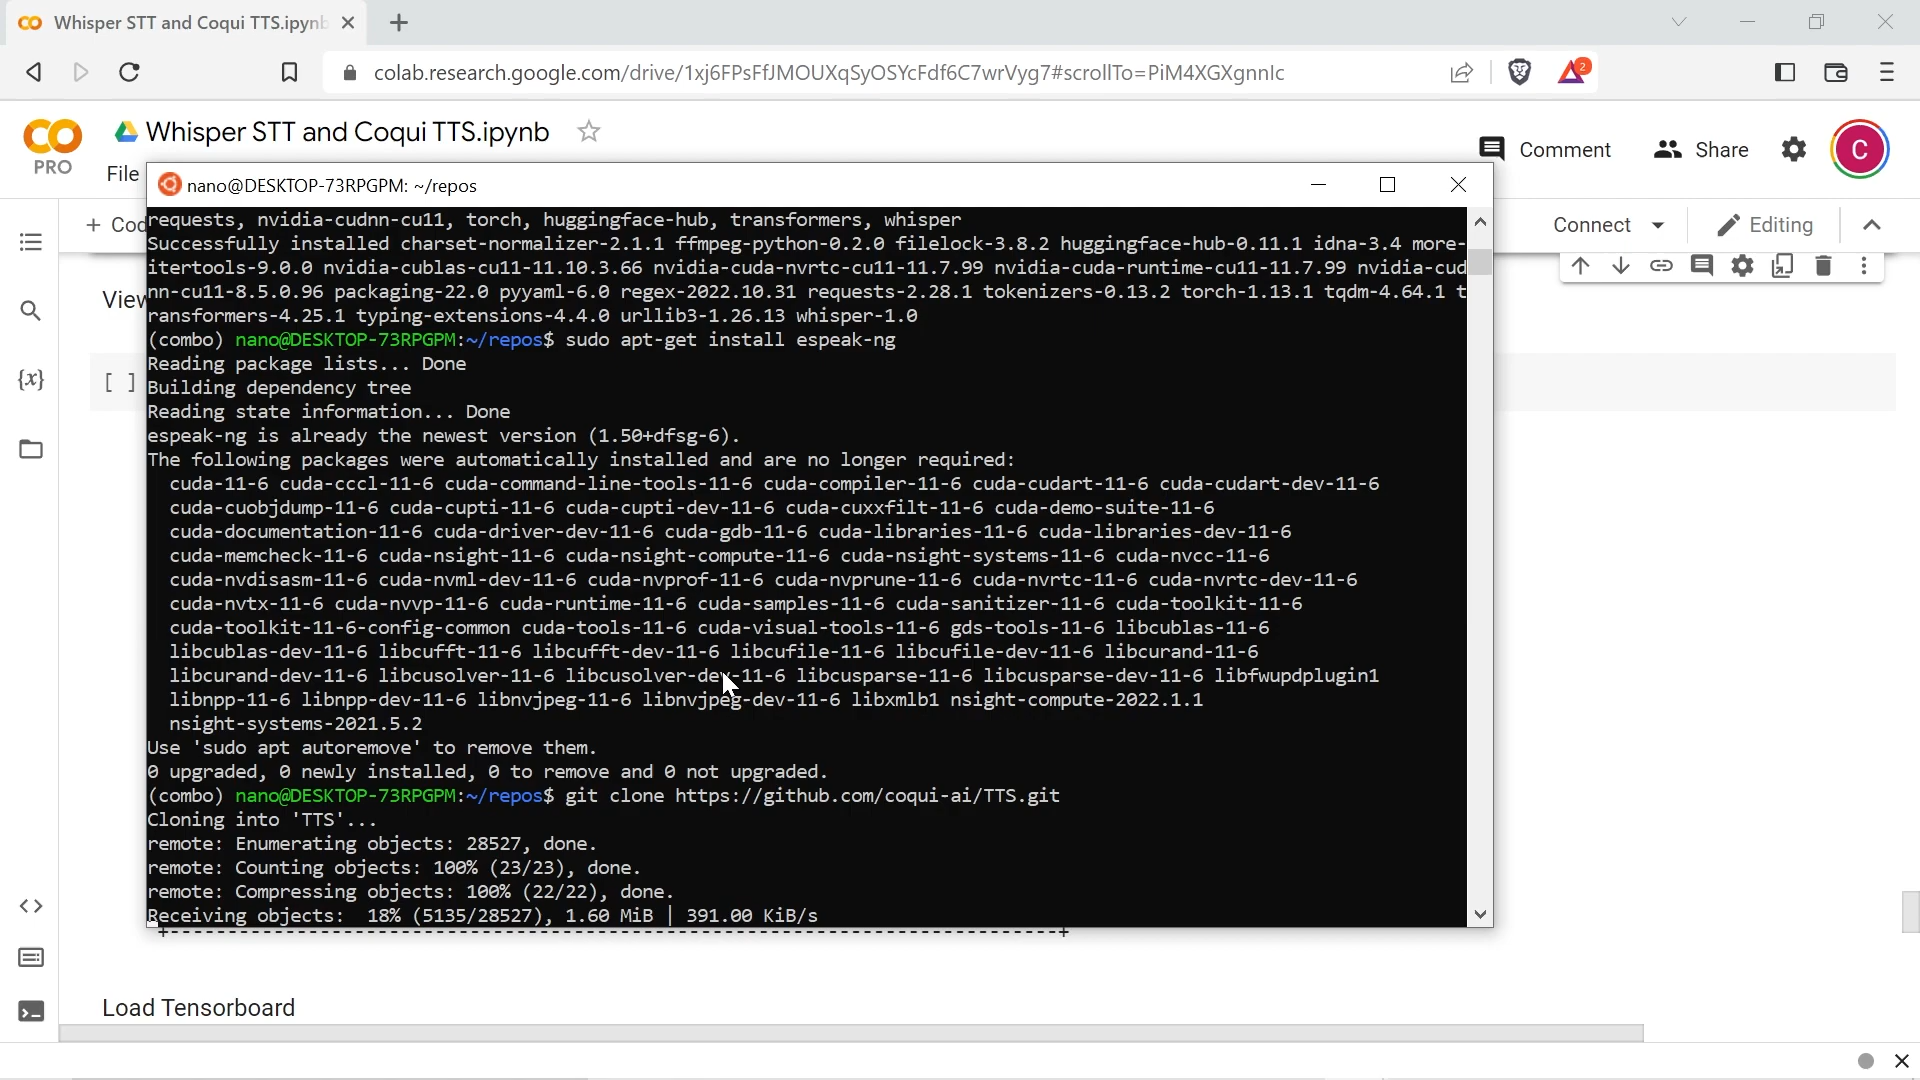 Whisper STT and Coqui TTS.ipynb
colab.research.google.com/drive/1xj6FPsFfJMOUXqSyOSYcFdf6C7wrVyg7#scrollTo=PiM4XGXgnnIc
2
PRO
Whisper STT and Coqui TTS.ipynb
File
Comment
Share
C
nano@DESKTOP-73RPGPM: ~/repos
+ Cod
Connect
Editing
View
[ ]
{x}
requests, nvidia-cudnn-cu11, torch, huggingface-hub, transformers, whisper
Successfully installed charset-normalizer-2.1.1 ffmpeg-python-0.2.0 filelock-3.8.2 huggingface-hub-0.11.1 idna-3.4 more-
itertools-9.0.0 nvidia-cublas-cu11-11.10.3.66 nvidia-cuda-nvrtc-cu11-11.7.99 nvidia-cuda-runtime-cu11-11.7.99 nvidia-cud
nn-cu11-8.5.0.96 packaging-22.0 pyyaml-6.0 regex-2022.10.31 requests-2.28.1 tokenizers-0.13.2 torch-1.13.1 tqdm-4.64.1 t
ransformers-4.25.1 typing-extensions-4.4.0 urllib3-1.26.13 whisper-1.0
(combo) nano@DESKTOP-73RPGPM:~/repos$ sudo apt-get install espeak-ng
Reading package lists... Done
Building dependency tree
Reading state information... Done
espeak-ng is already the newest version (1.50+dfsg-6).
The following packages were automatically installed and are no longer required:
cuda-11-6 cuda-cccl-11-6 cuda-command-line-tools-11-6 cuda-compiler-11-6 cuda-cudart-11-6 cuda-cudart-dev-11-6
cuda-cuobjdump-11-6 cuda-cupti-11-6 cuda-cupti-dev-11-6 cuda-cuxxfilt-11-6 cuda-demo-suite-11-6
cuda-documentation-11-6 cuda-driver-dev-11-6 cuda-gdb-11-6 cuda-libraries-11-6 cuda-libraries-dev-11-6
cuda-memcheck-11-6 cuda-nsight-11-6 cuda-nsight-compute-11-6 cuda-nsight-systems-11-6 cuda-nvcc-11-6
cuda-nvdisasm-11-6 cuda-nvml-dev-11-6 cuda-nvprof-11-6 cuda-nvprune-11-6 cuda-nvrtc-11-6 cuda-nvrtc-dev-11-6
cuda-nvtx-11-6 cuda-nvvp-11-6 cuda-runtime-11-6 cuda-samples-11-6 cuda-sanitizer-11-6 cuda-toolkit-11-6
cuda-toolkit-11-6-config-common cuda-tools-11-6 cuda-visual-tools-11-6 gds-tools-11-6 libcublas-11-6
libcublas-dev-11-6 libcufft-11-6 libcufft-dev-11-6 libcufile-11-6 libcufile-dev-11-6 libcurand-11-6
libcurand-dev-11-6 libcusolver-11-6 libcusolver-dev-11-6 libcusparse-11-6 libcusparse-dev-11-6 libfwupdplugin1
libnpp-11-6 libnpp-dev-11-6 libnvjpeg-11-6 libnvjpeg-dev-11-6 libxmlb1 nsight-compute-2022.1.1
nsight-systems-2021.5.2
Use 'sudo apt autoremove' to remove them.
0 upgraded, 0 newly installed, 0 to remove and 0 not upgraded.
(combo) nano@DESKTOP-73RPGPM:~/repos$ git clone https://github.com/coqui-ai/TTS.git
Cloning into 'TTS'...
remote: Enumerating objects: 28527, done.
remote: Counting objects: 100% (23/23), done.
remote: Compressing objects: 100% (22/22), done.
Receiving objects: 18% (5135/28527), 1.60 MiB | 391.00 KiB/s
+-----------------------------------------------------------------------------+
Load Tensorboard